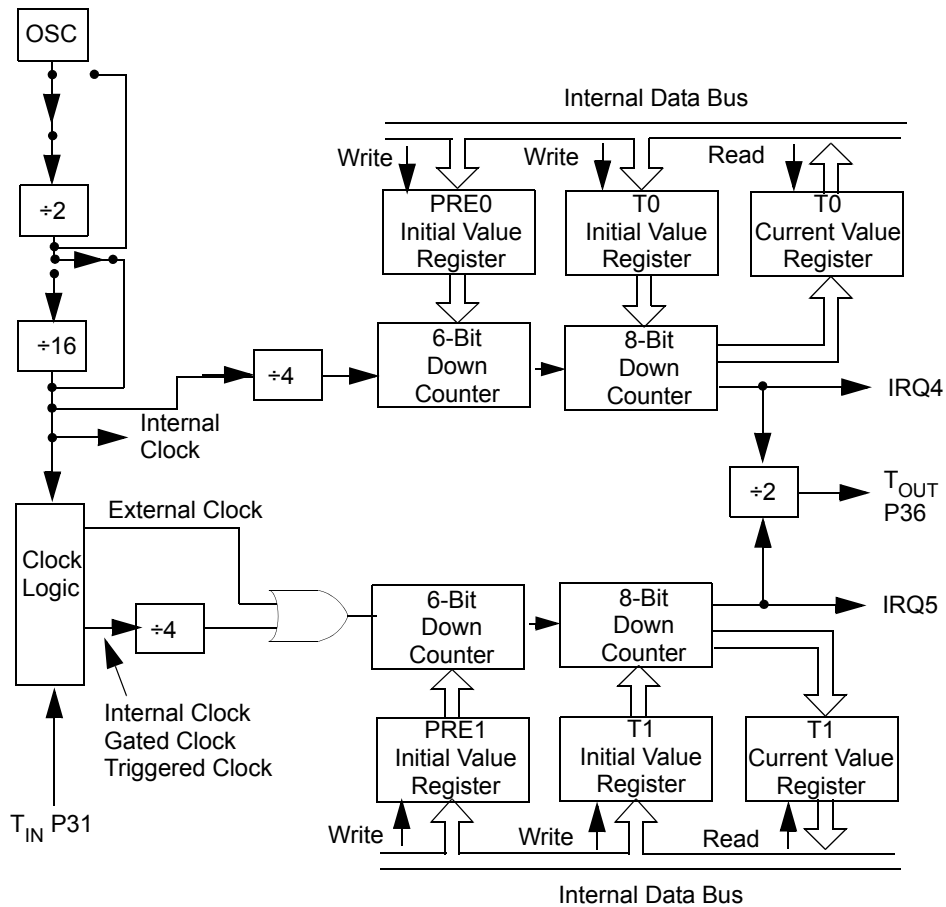 OSC
Internal Data Bus
Write
Write
Read
÷2
PRE0
Initial Value
Register
T0
Initial Value
Register
T0
Current Value
Register
÷16
÷4
6-Bit
Down
Counter
8-Bit
Down
Counter
IRQ4
Internal
Clock
÷2
TOUT
P36
External Clock
Clock
Logic
÷4
6-Bit
Down
Counter
8-Bit
Down
Counter
IRQ5
Internal Clock
Gated Clock
Triggered Clock
PRE1
Initial Value
Register
T1
Initial Value
Register
T1
Current Value
Register
TIN P31
Write
Write
Read
Internal Data Bus